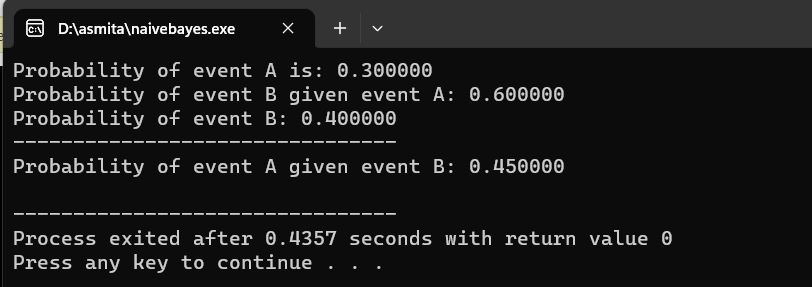 D:\asmita\naivebayes.exe
Probability of event A is: 0.300000
Probability of event B given event A: 0.600000
Probability of event B: 0.400000
--------------------------------
Probability of event A given event B: 0.450000
--------------------------------
Process exited after 0.4357 seconds with return value 0
Press any key to continue . . .